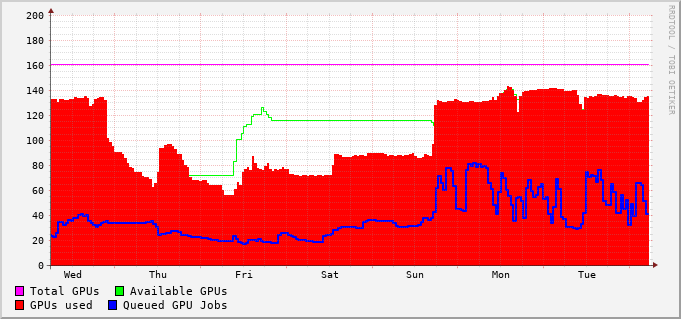 RRDTOOL / TOBI OETIKER
200
180
160
140
120
100
80
60
40
20
0
Wed Thu Fri Sat Sun Mon Tue
Total GPUs Available GPUs
GPUs used Queued GPU Jobs